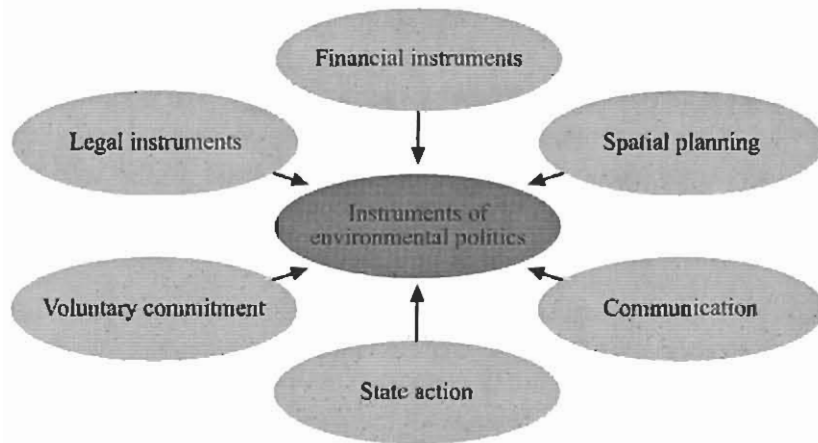 Financial instruments
Legal instruments
Spatial planning
Instruments of
environmental politics
Voluntary commitment
Communication
State action